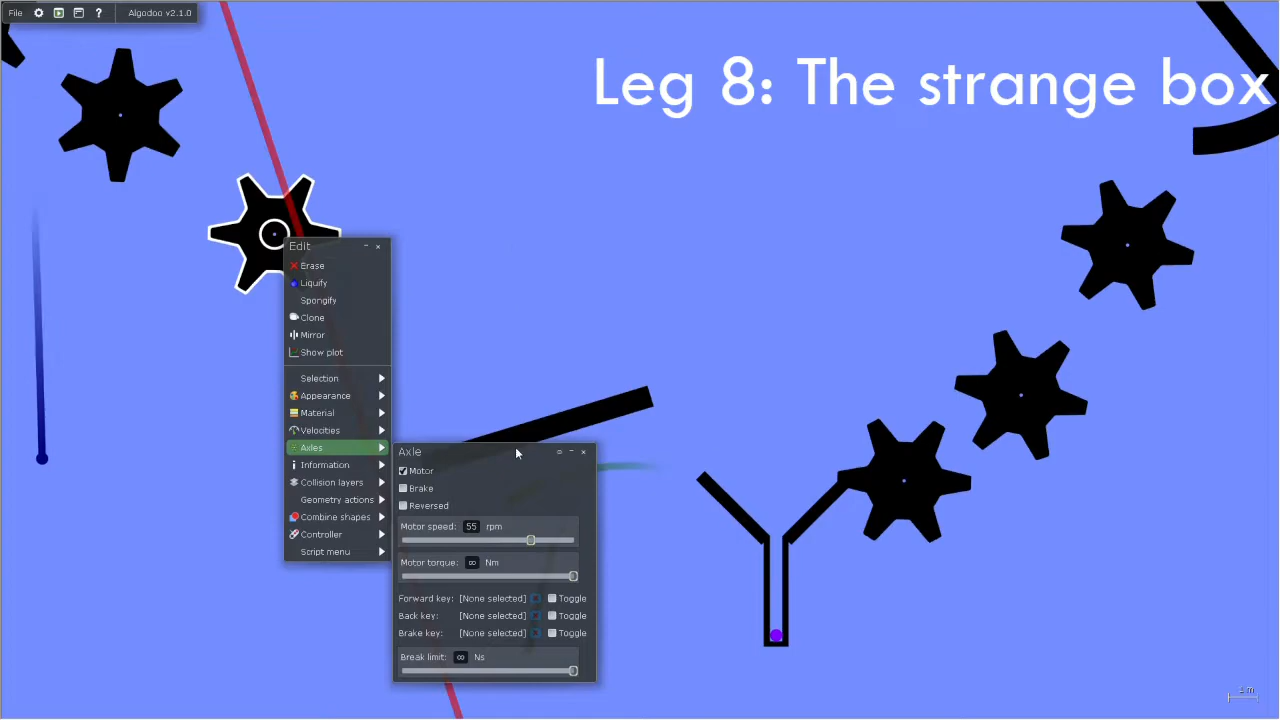 File
?
Algodoo v2.1.0
Leg 8: The strange box
Edit
Erase
Liquify
Spongify
Clone
Mirror
Show plot
Selection
Appearance
Material
Velocities
Axles
Information
Collision layers
Geometry actions
Combine shapes
Controller
Script menu
Axle
Motor
Brake
Reversed
Motor speed: 55 rpm
Motor torque: ∞ Nm
Forward key: [None selected] Toggle
Back key: [None selected] Toggle
Brake key: [None selected] Toggle
Break limit: ∞ Ns
1 m